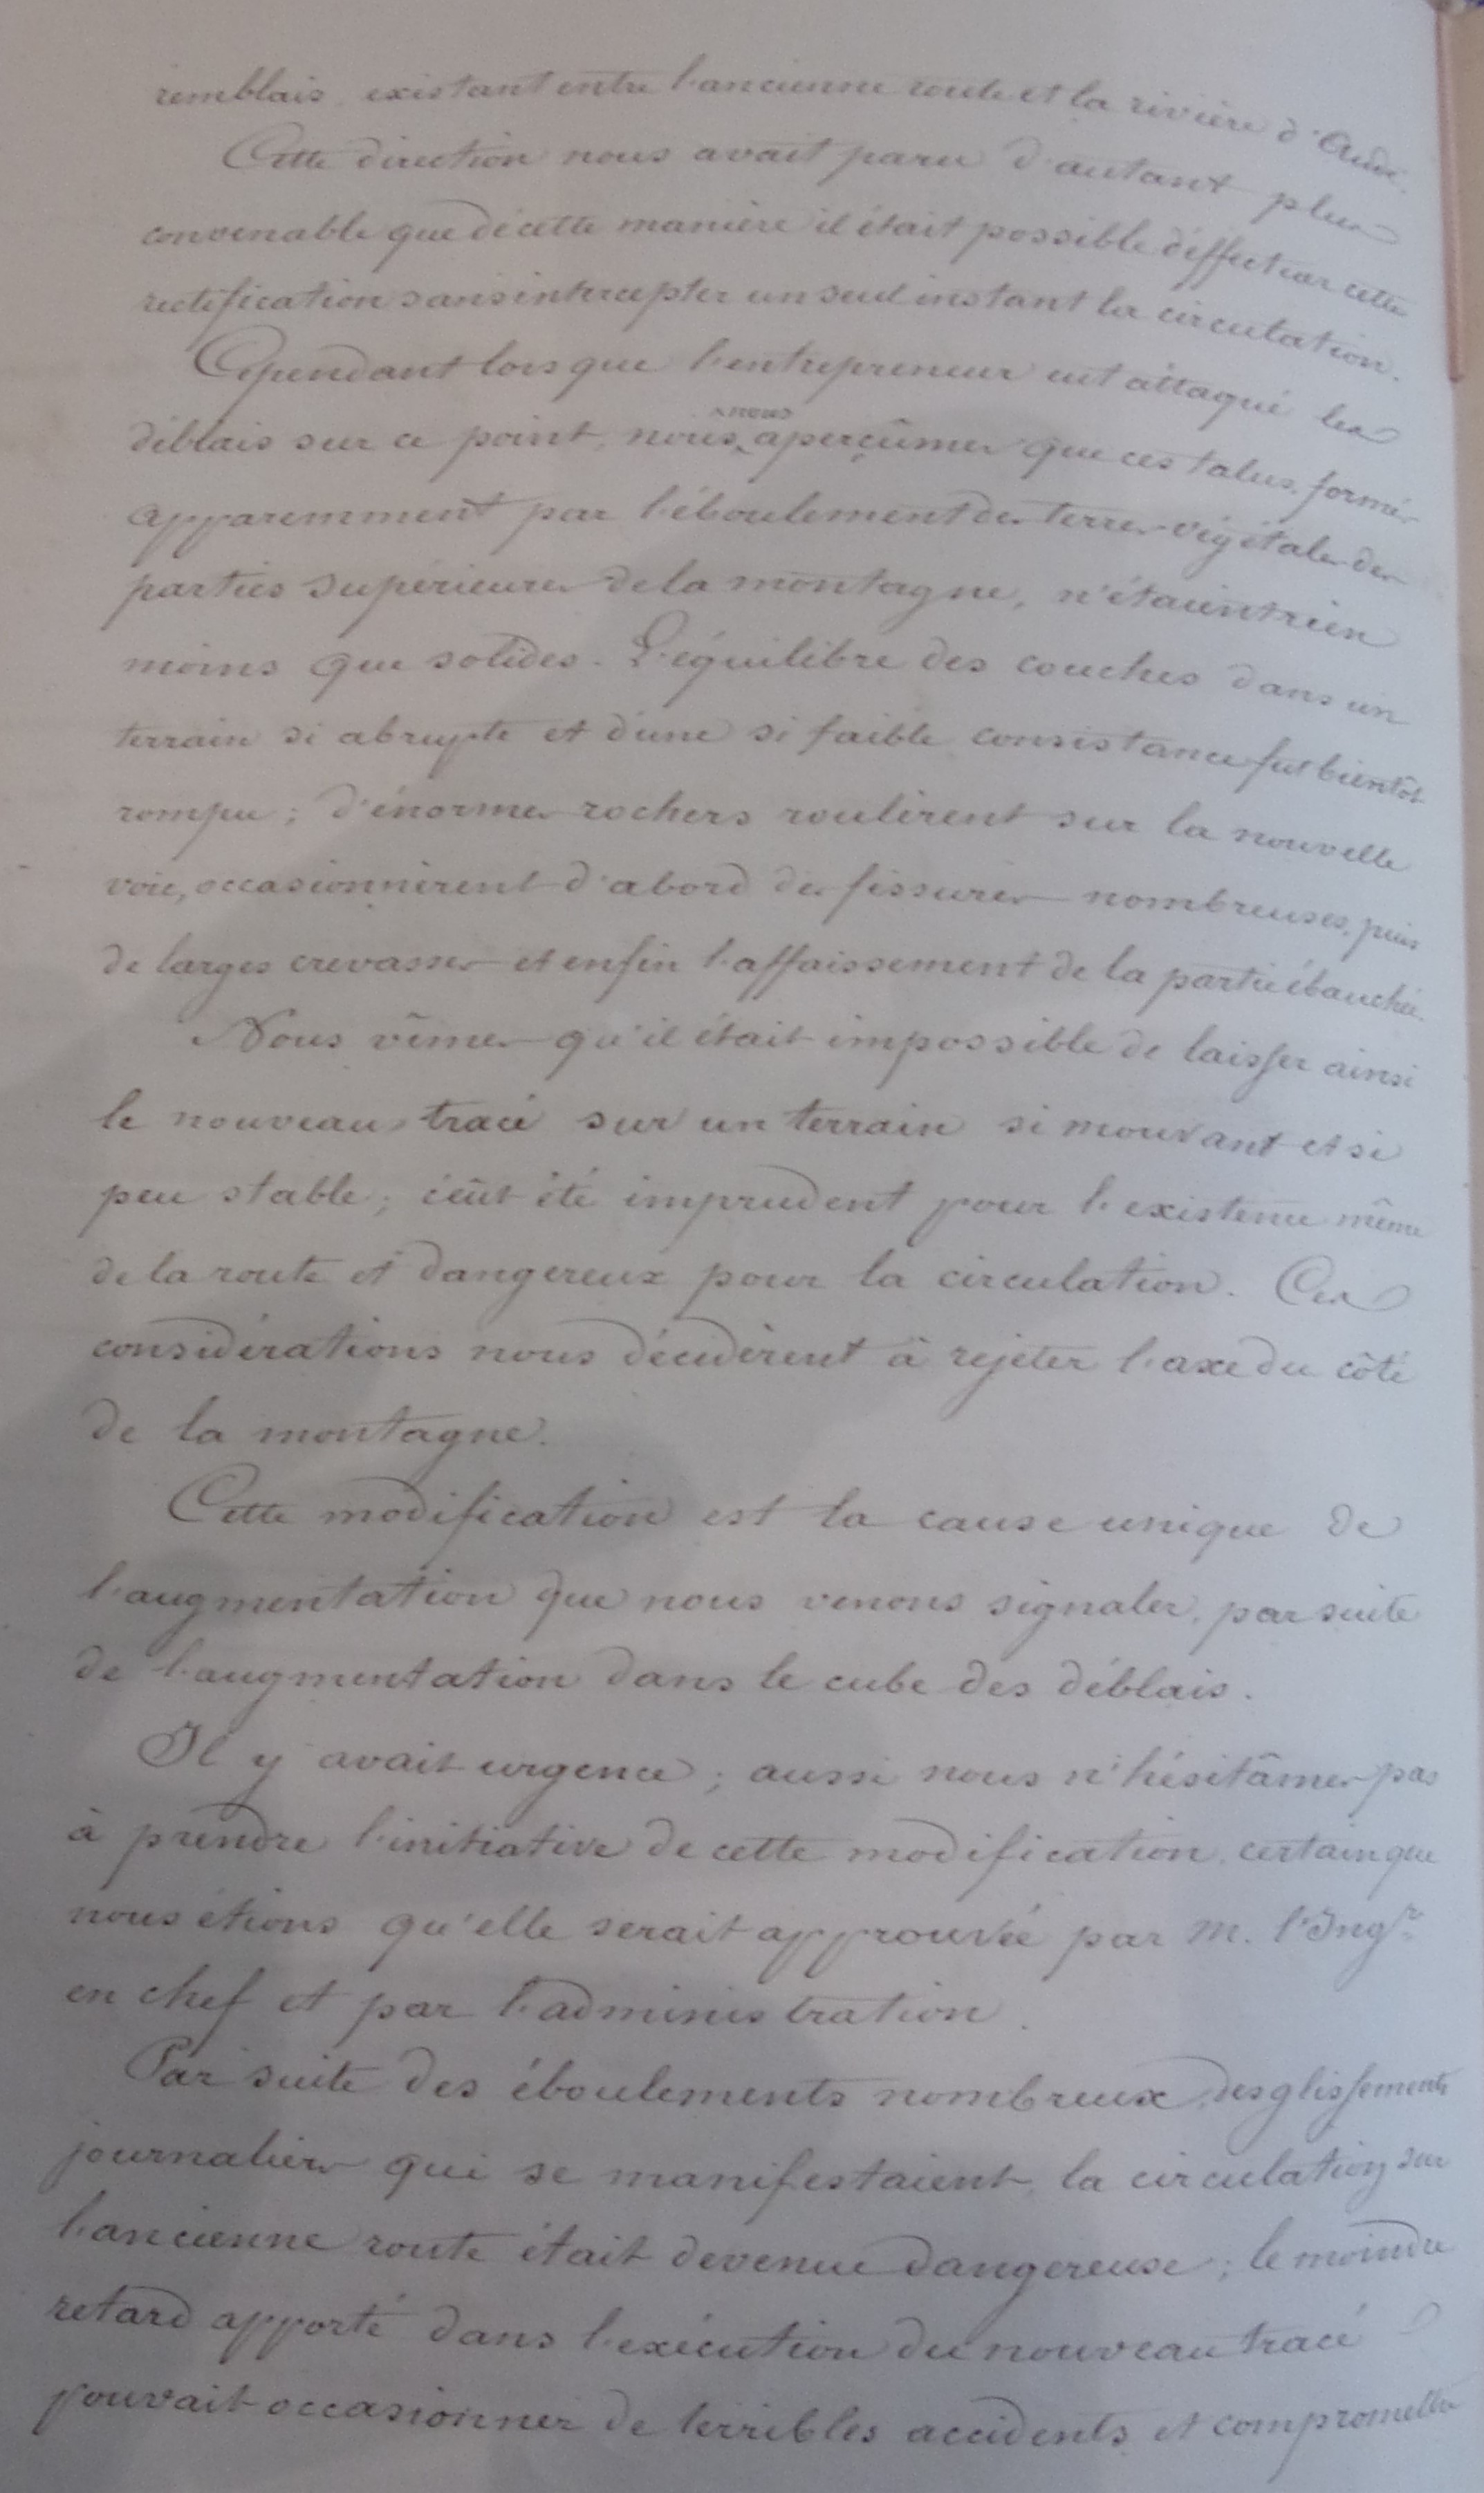 remblais existant entre l'ancienne route et la rivière d'Aude.
Cette direction nous avait paru d'autant plus
convenable que de cette manière il était possible d'effectuer cette
rectification sans intercepter un seul instant la circulation.
Cependant lorsque l'entrepreneur eut attaqué les
déblais sur ce point, nous nous aperçûmes que ces talus, formés
apparemment par l'éboulement des terres végétales des
parties supérieures de la montagne, n'étaient rien
moins que solides. L'équilibre des couches dans un
terrain si abrupte et d'une si faible consistance fut bientôt
rompu ; d'énormes rochers roulèrent sur la nouvelle
voie, occasionnèrent d'abord des fissures nombreuses, puis
de larges crevasses et enfin l'affaissement de la partie ébauchée.
Nous vîmes qu'il était impossible de laisser ainsi
le nouveau tracé sur un terrain si mouvant et si
peu stable ; c'eût été imprudent pour l'existence même
de la route et dangereux pour la circulation. Ces
considérations nous décidèrent à rejeter l'axe du côté
de la montagne.
Cette modification est la cause unique de
l'augmentation que nous venons signaler, par suite
de l'augmentation dans le cube des déblais.
Il y avait urgence ; aussi nous n'hésitâmes pas
à prendre l'initiative de cette modification, certain que
nous étions qu'elle serait approuvée par M. l'Ingr
en chef et par l'administration.
Par suite des éboulements nombreux, des glissements
journaliers qui se manifestaient, la circulation sur
l'ancienne route était devenue dangereuse ; le moindre
retard apporté dans l'exécution du nouveau tracé
pouvait occasionner de terribles accidents et compromettre